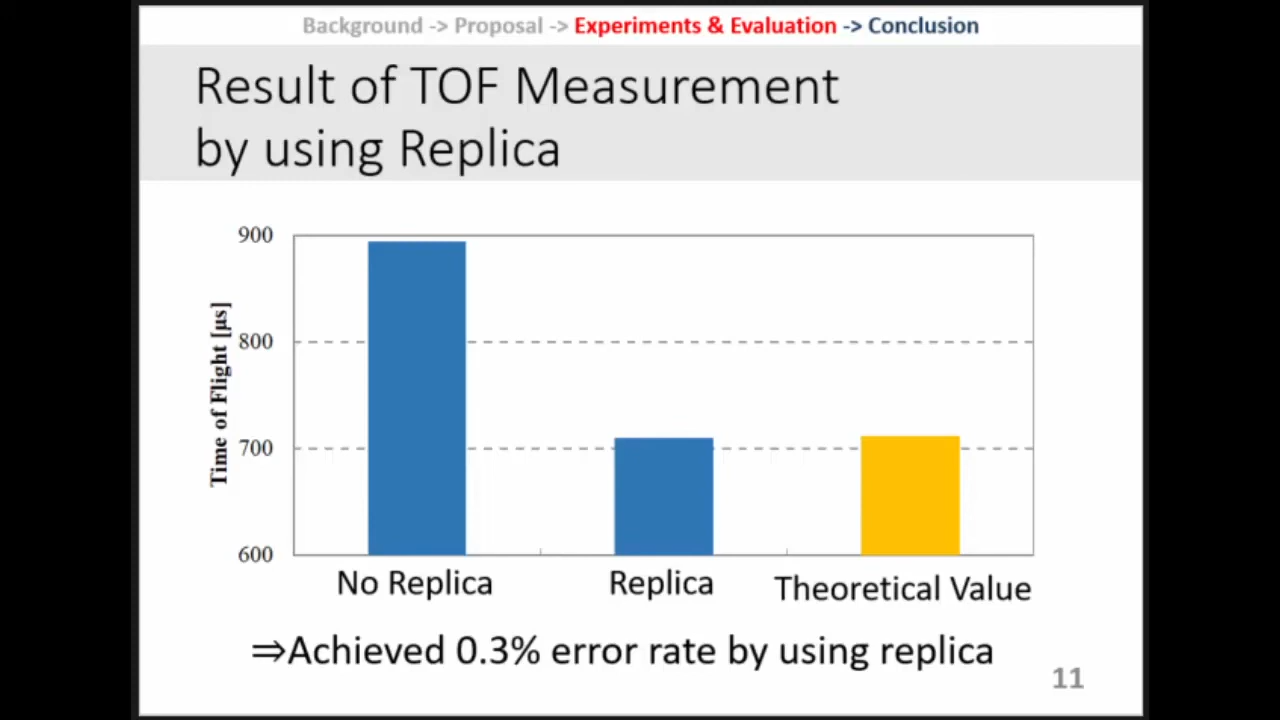 Background -> Proposal -> Experiments & Evaluation -> Conclusion
Result of TOF Measurement
by using Replica
900
800
700
600
Time of Flight [μs]
No Replica
Replica
Theoretical Value
⇒Achieved 0.3% error rate by using replica
11